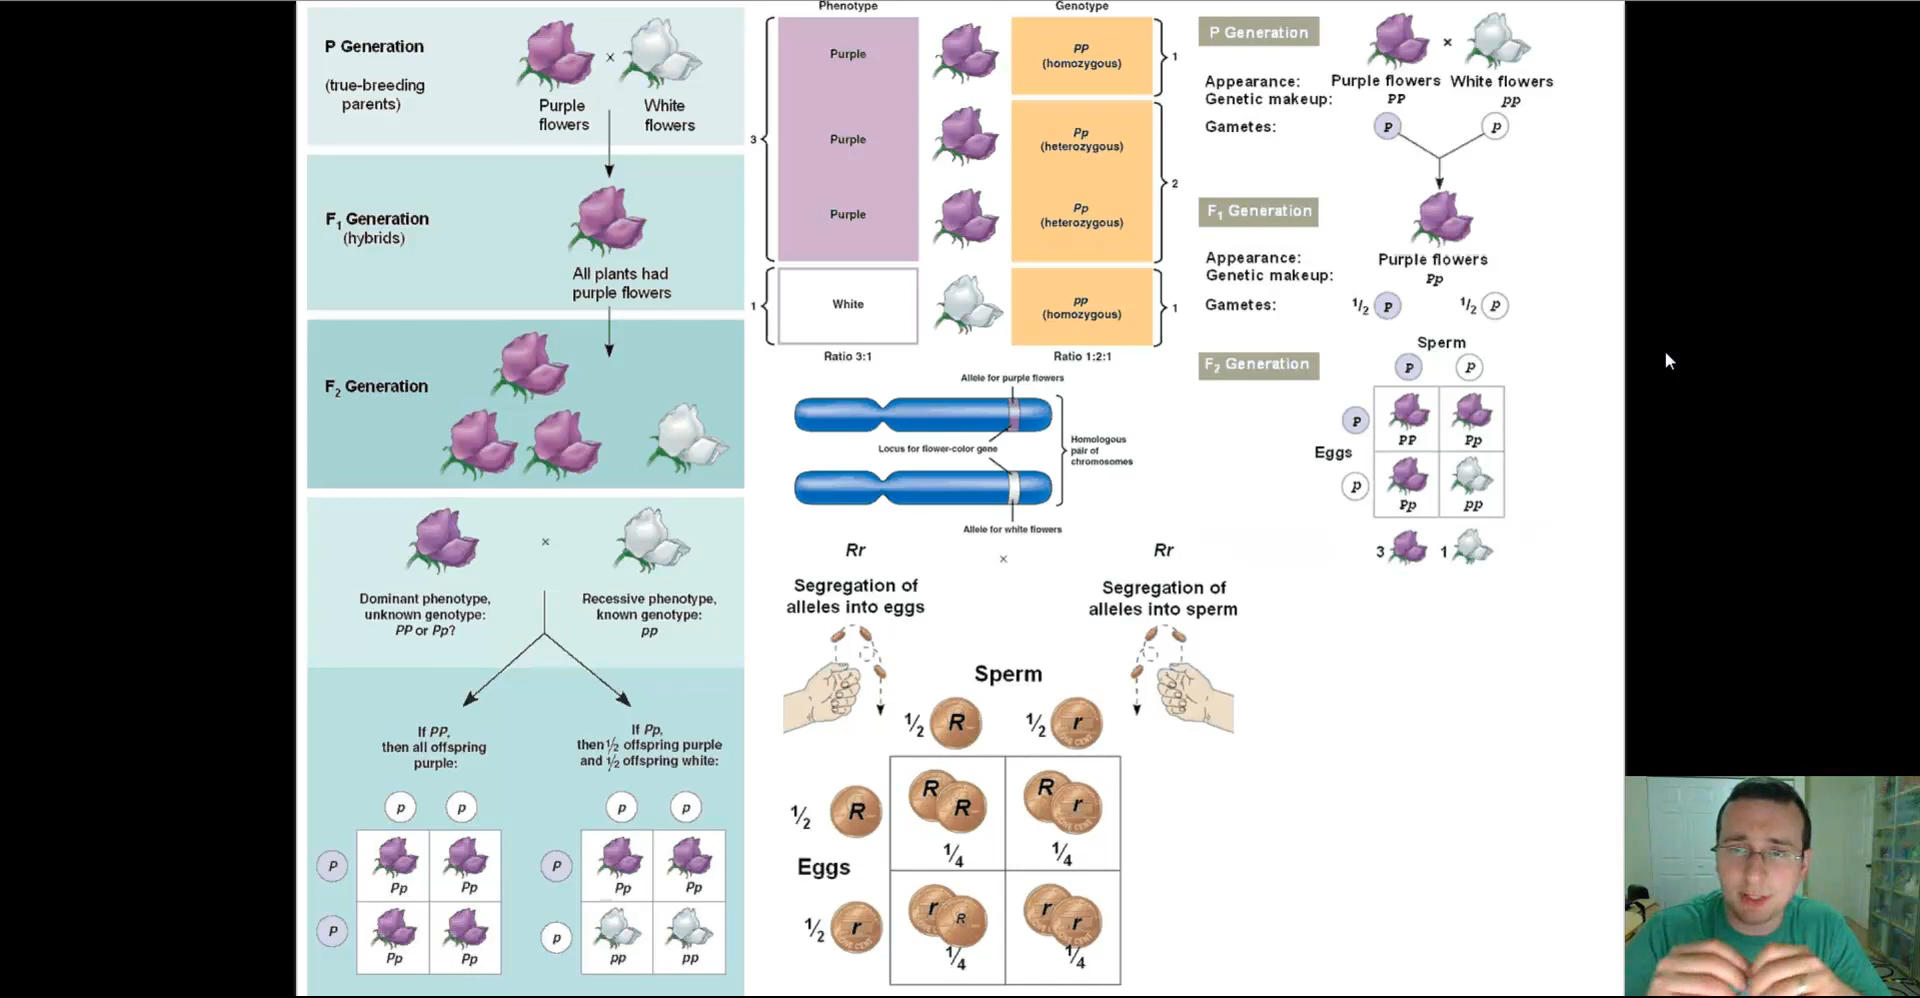 P Generation
(true-breeding
parents)
×
Purple
flowers
White
flowers
F1 Generation
(hybrids)
All plants had
purple flowers
F2 Generation
×
Dominant phenotype,
unknown genotype:
PP or Pp?
Recessive phenotype,
known genotype:
pp
If PP,
then all offspring
purple:
If Pp,
then 1/2 offspring purple
and 1/2 offspring white:
p p
P Pp Pp
P Pp Pp
p p
P Pp Pp
p pp pp
Phenotype
Genotype
3
Purple
PP
(homozygous)
1
Purple
Pp
(heterozygous)
2
Purple
Pp
(heterozygous)
1
White
pp
(homozygous)
1
Ratio 3:1
Ratio 1:2:1
Allele for purple flowers
Locus for flower-color gene
Homologous
pair of
chromosomes
Allele for white flowers
Rr × Rr
Segregation of
alleles into eggs
Segregation of
alleles into sperm
Sperm
1/2 R 1/2 r
ONE CENT
1/2 R
R R
R r
ONE CENT
1/4 1/4
Eggs
1/2 r
ONE CENT
r R
r r
ONE CENT
1/4 1/4
P Generation
×
Appearance: Purple flowers White flowers
Genetic makeup: PP pp
Gametes: P p
F1 Generation
Appearance: Purple flowers
Genetic makeup: Pp
Gametes: 1/2 P 1/2 p
Sperm
F2 Generation
P p
P
PP Pp
Eggs
p
Pp pp
3 1